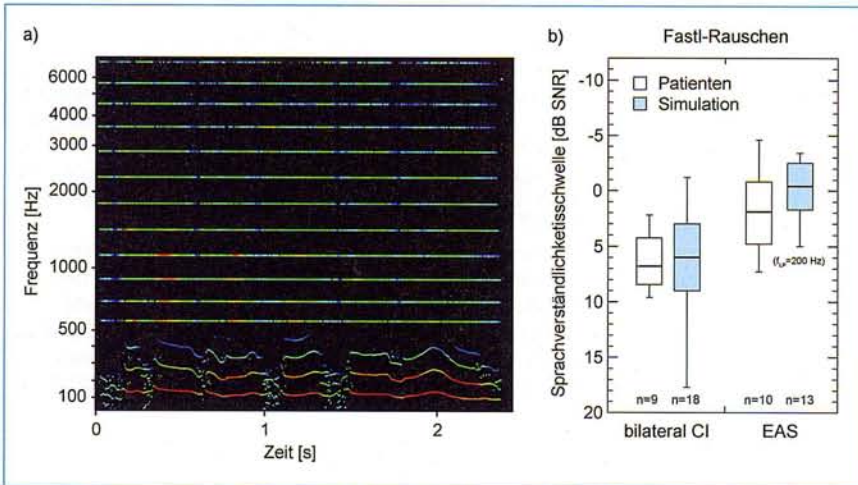 a)
6000
4000
3000
2000
1000
500
100
Frequenz [Hz]
0
1
2
Zeit [s]
b)
Fastl-Rauschen
Patienten
Simulation
-10
-5
0
5
10
15
20
Sprachverständlichketisschwelle [dB SNR]
(fLP=200 Hz)
n=9
n=18
n=10
n=13
bilateral CI
EAS